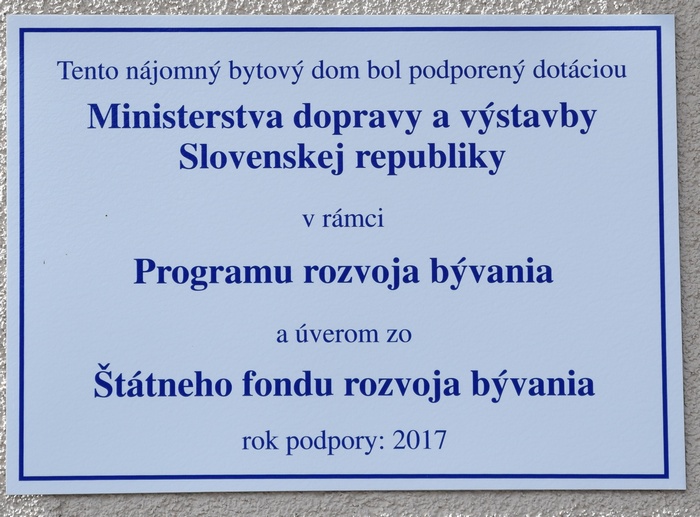 Tento nájomný bytový dom bol podporený dotáciou
Ministerstva dopravy a výstavby
Slovenskej republiky
v rámci
Programu rozvoja bývania
a úverom zo
Štátneho fondu rozvoja bývania
rok podpory: 2017